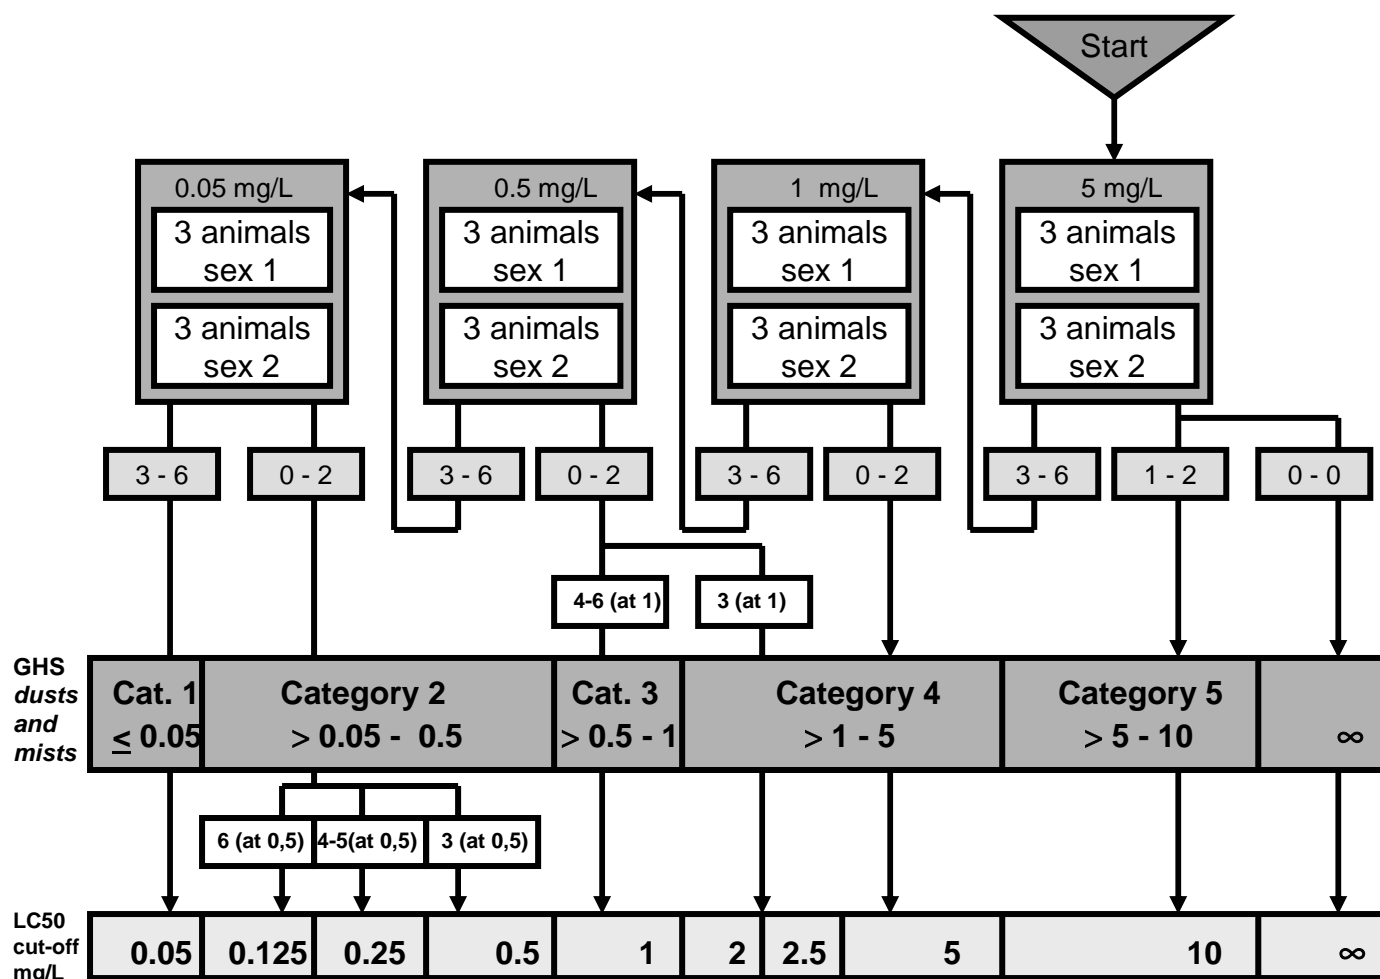 Start
0.05 mg/L
3 animals
sex 1
3 animals
sex 2
0.5 mg/L
3 animals
sex 1
3 animals
sex 2
1 mg/L
3 animals
sex 1
3 animals
sex 2
5 mg/L
3 animals
sex 1
3 animals
sex 2
3 - 6
0 - 2
3 - 6
0 - 2
3 - 6
0 - 2
3 - 6
1 - 2
0 - 0
4-6 (at 1)
3 (at 1)
GHS
dusts
and
mists
Cat. 1
≤ 0.05
Category 2
> 0.05 - 0.5
Cat. 3
> 0.5 - 1
Category 4
> 1 - 5
Category 5
> 5 - 10
∞
6 (at 0,5)
4-5(at 0,5)
3 (at 0,5)
LC50
cut-off
mg/L
0.05
0.125
0.25
0.5
1
2
2.5
5
10
∞